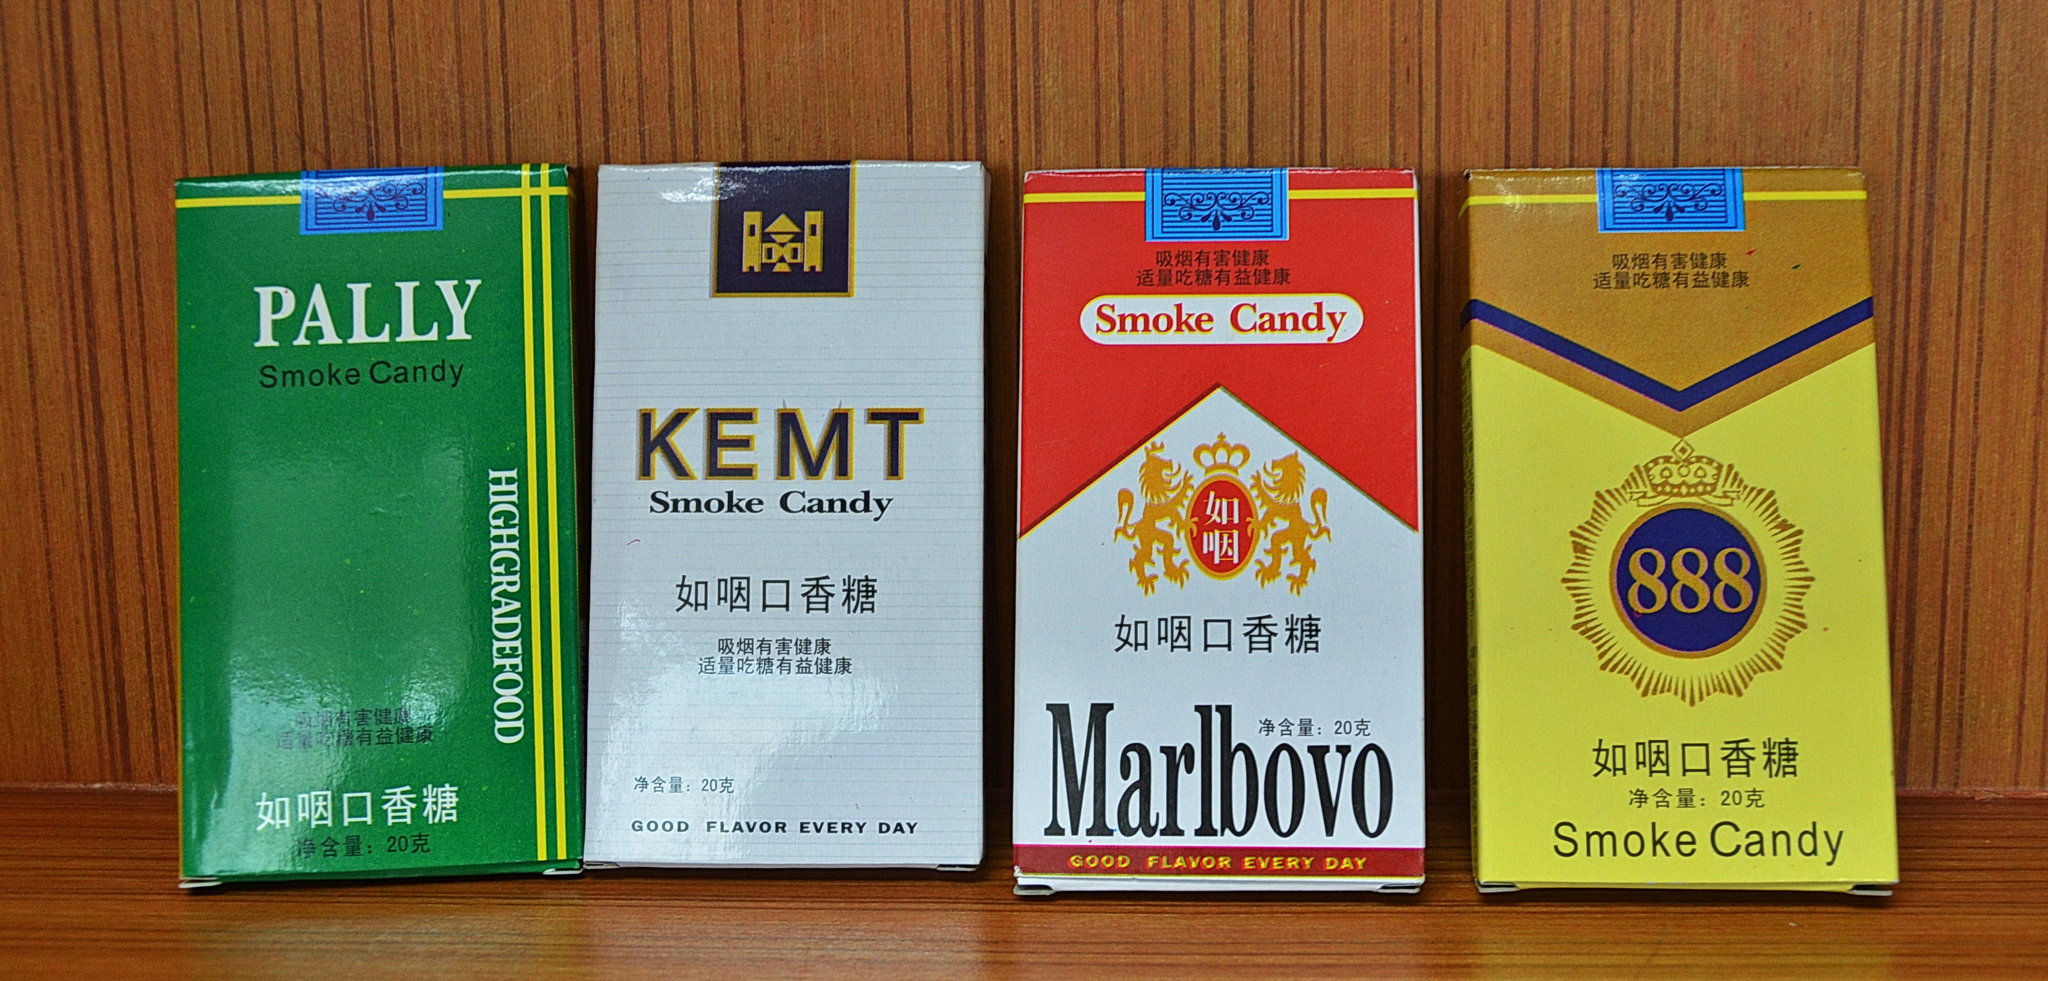 PALLY
Smoke Candy
HIGHGRADEFOOD
吸烟有害健康
适量吃糖有益健康
如咽口香糖
净含量：20克
KEMT
Smoke Candy
如咽口香糖
吸烟有害健康
适量吃糖有益健康
净含量：20克
GOOD FLAVOR EVERY DAY
吸烟有害健康
适量吃糖有益健康
Smoke Candy
如
咽
如咽口香糖
净含量：20克
Marlbovo
GOOD FLAVOR EVERY DAY
吸烟有害健康
适量吃糖有益健康
888
如咽口香糖
净含量：20克
Smoke Candy